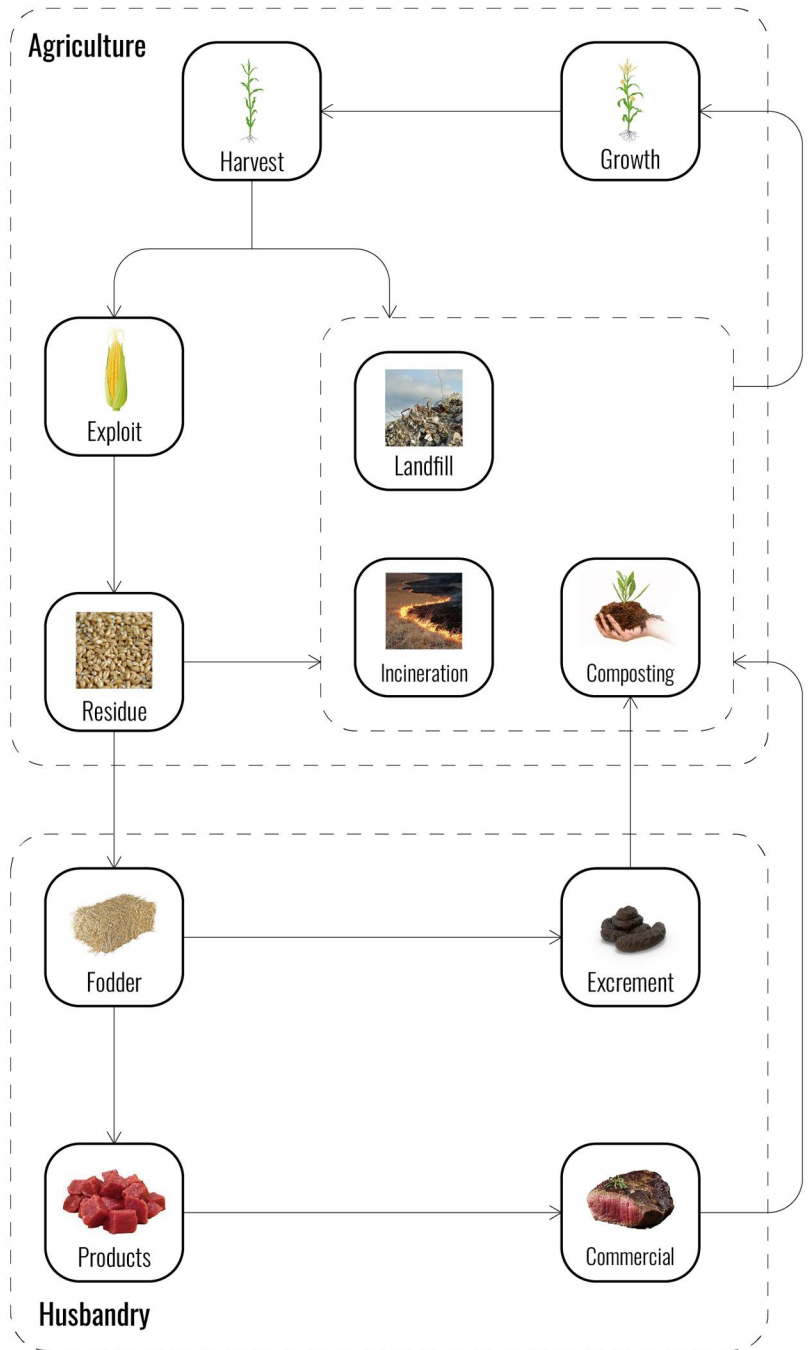 Agriculture
Harvest
Growth
Exploit
Landfill
Residue
Incineration
Composting
Fodder
Excrement
Products
Commercial
Husbandry